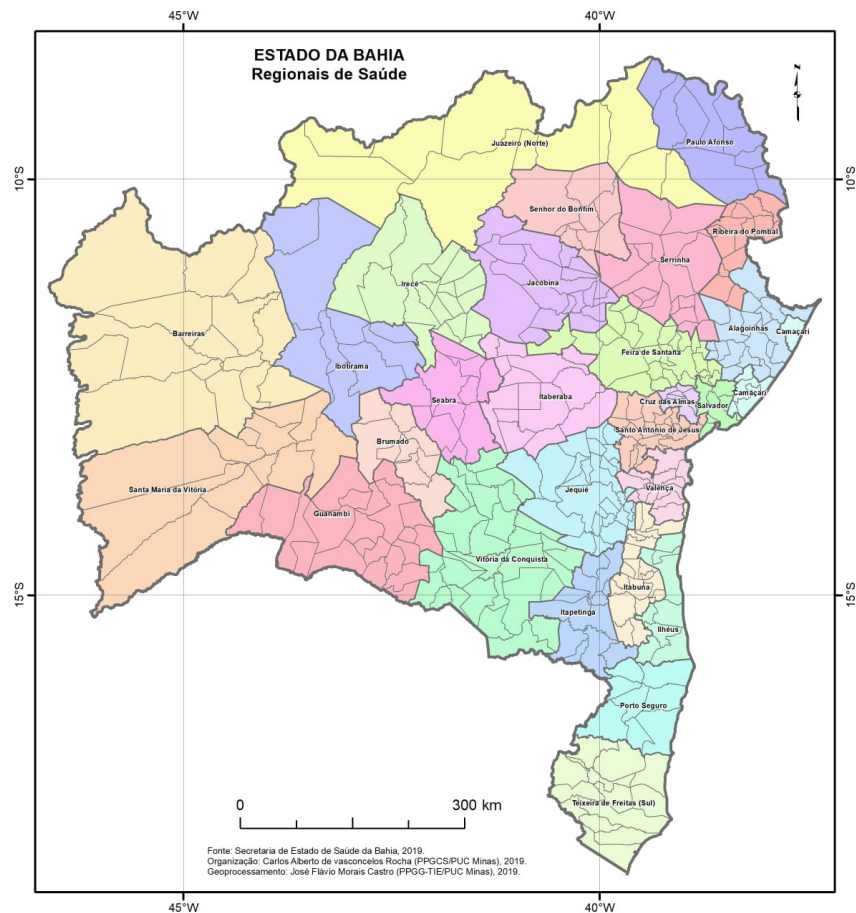 45°W
40°W
ESTADO DA BAHIA
Regionais de Saúde
N
Juazeiro (Norte)
Paulo Afonso
10°S
10°S
Senhor do Bonfim
Ribeira do Pombal
Serrinha
Irecê
Jacobina
Barreiras
Alagoinhas
Camaçari
Feira de Santana
Ibotirama
Camaçari
Seabra
Itaberaba
Cruz das Almas
Salvador
Santo Antônio de Jesus
Brumado
Santa Maria da Vitória
Jequié
Valença
Guanambi
Vitória da Conquista
Itabuna
15°S
15°S
Itapetinga
Ilhéus
Porto Seguro
Teixeira de Freitas (Sul)
0
300 km
Fonte: Secretaria de Estado de Saúde da Bahia, 2019.
Organização: Carlos Alberto de vasconcelos Rocha (PPGCS/PUC Minas), 2019.
Geoprocessamento: José Flávio Morais Castro (PPGG-TIE/PUC Minas), 2019.
45°W
40°W